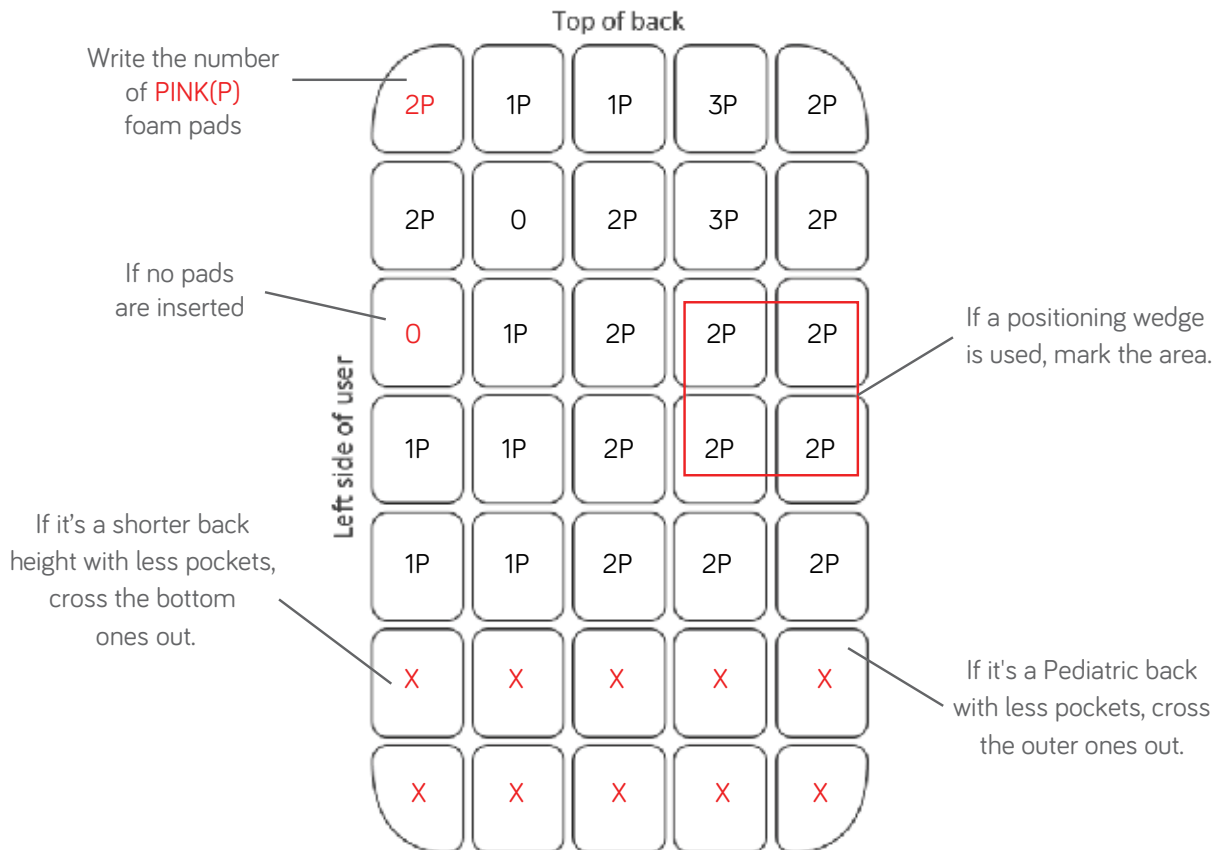 Top of back
Write the number
of PINK(P)
foam pads
2P 1P 1P 3P 2P
2P 0 2P 3P 2P
If no pads
are inserted
0 1P 2P 2P 2P
If a positioning wedge
is used, mark the area.
Left side of user
1P 1P 2P 2P 2P
If it’s a shorter back
height with less pockets,
cross the bottom
ones out.
1P 1P 2P 2P 2P
X X X X X
If it's a Pediatric back
with less pockets, cross
the outer ones out.
X X X X X